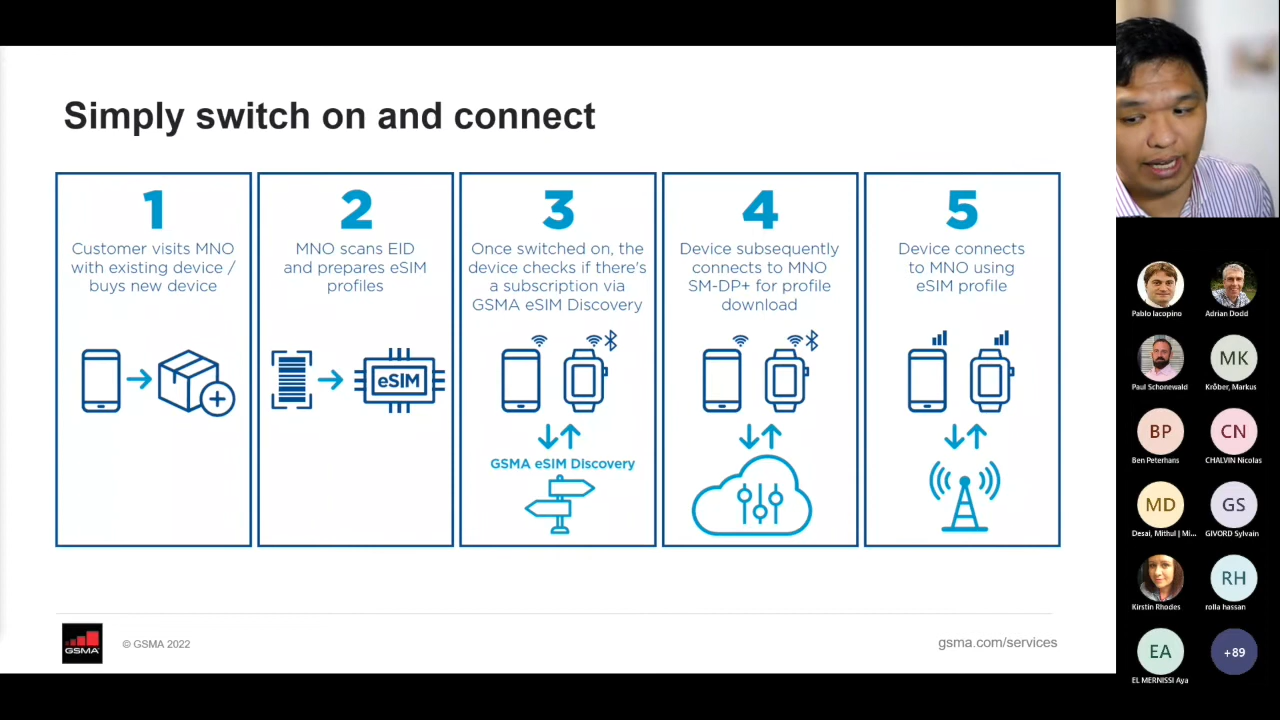 Simply switch on and connect
1
Customer visits MNO
with existing device /
buys new device
2
MNO scans EID
and prepares eSIM
profiles
eSIM
3
Once switched on, the
device checks if there's
a subscription via
GSMA eSIM Discovery
GSMA eSIM Discovery
4
Device subsequently
connects to MNO
SM-DP+ for profile
download
5
Device connects
to MNO using
eSIM profile
GSMA
© GSMA 2022
gsma.com/services
Pablo Iacopino
Adrian Dodd
Paul Schonewald
MK
Kröber, Markus
BP
Ben Peterhans
CN
CHALVIN Nicolas
MD
Desai, Mithul | Mi...
GS
GIVORD Sylvain
Kirstin Rhodes
RH
rolla hassan
EA
EL MERNISSI Aya
+89